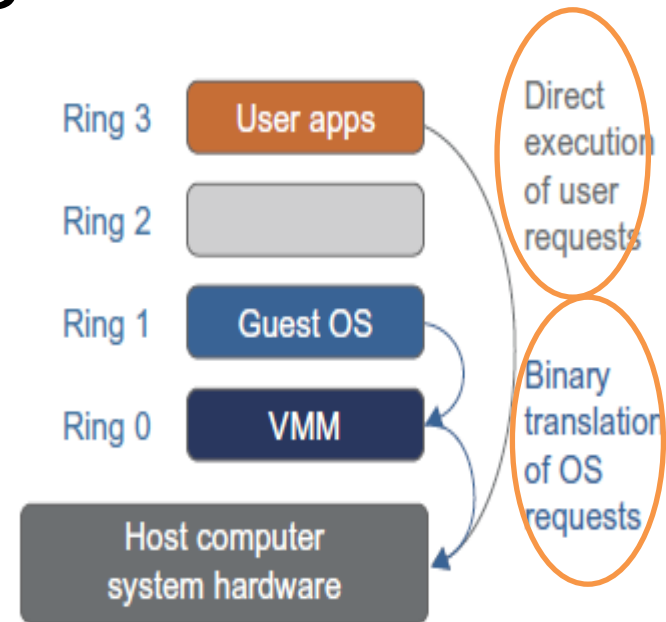 Ring 3
User apps
Direct
execution
of user
requests
Ring 2
Ring 1
Guest OS
Ring 0
VMM
Binary
translation
of OS
requests
Host computer
system hardware